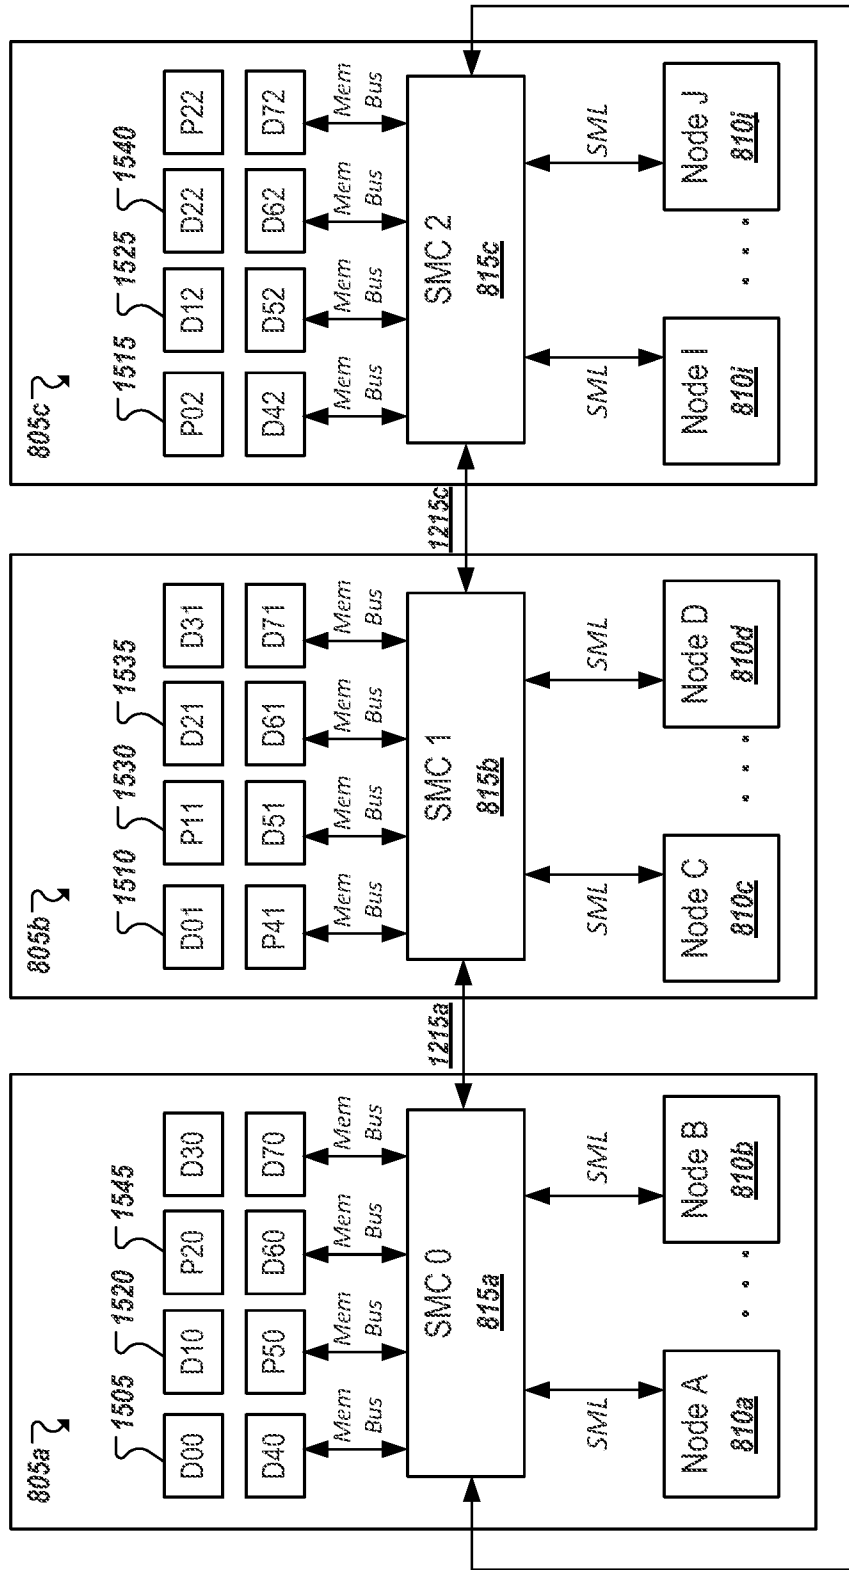 805a
1505
1520
1545
D00
D10
P20
D30
D40
P50
D60
D70
Mem Bus
Mem Bus
Mem Bus
Mem Bus
SMC 0
815a
SML
SML
Node A
810a
. . .
Node B
810b
1215a
805b
1510
1530
1535
D01
P11
D21
D31
P41
D51
D61
D71
Mem Bus
Mem Bus
Mem Bus
Mem Bus
SMC 1
815b
SML
SML
Node C
810c
. . .
Node D
810d
1215c
805c
1515
1525
1540
P02
D12
D22
P22
D42
D52
D62
D72
Mem Bus
Mem Bus
Mem Bus
Mem Bus
SMC 2
815c
SML
SML
Node I
810i
. . .
Node J
810j